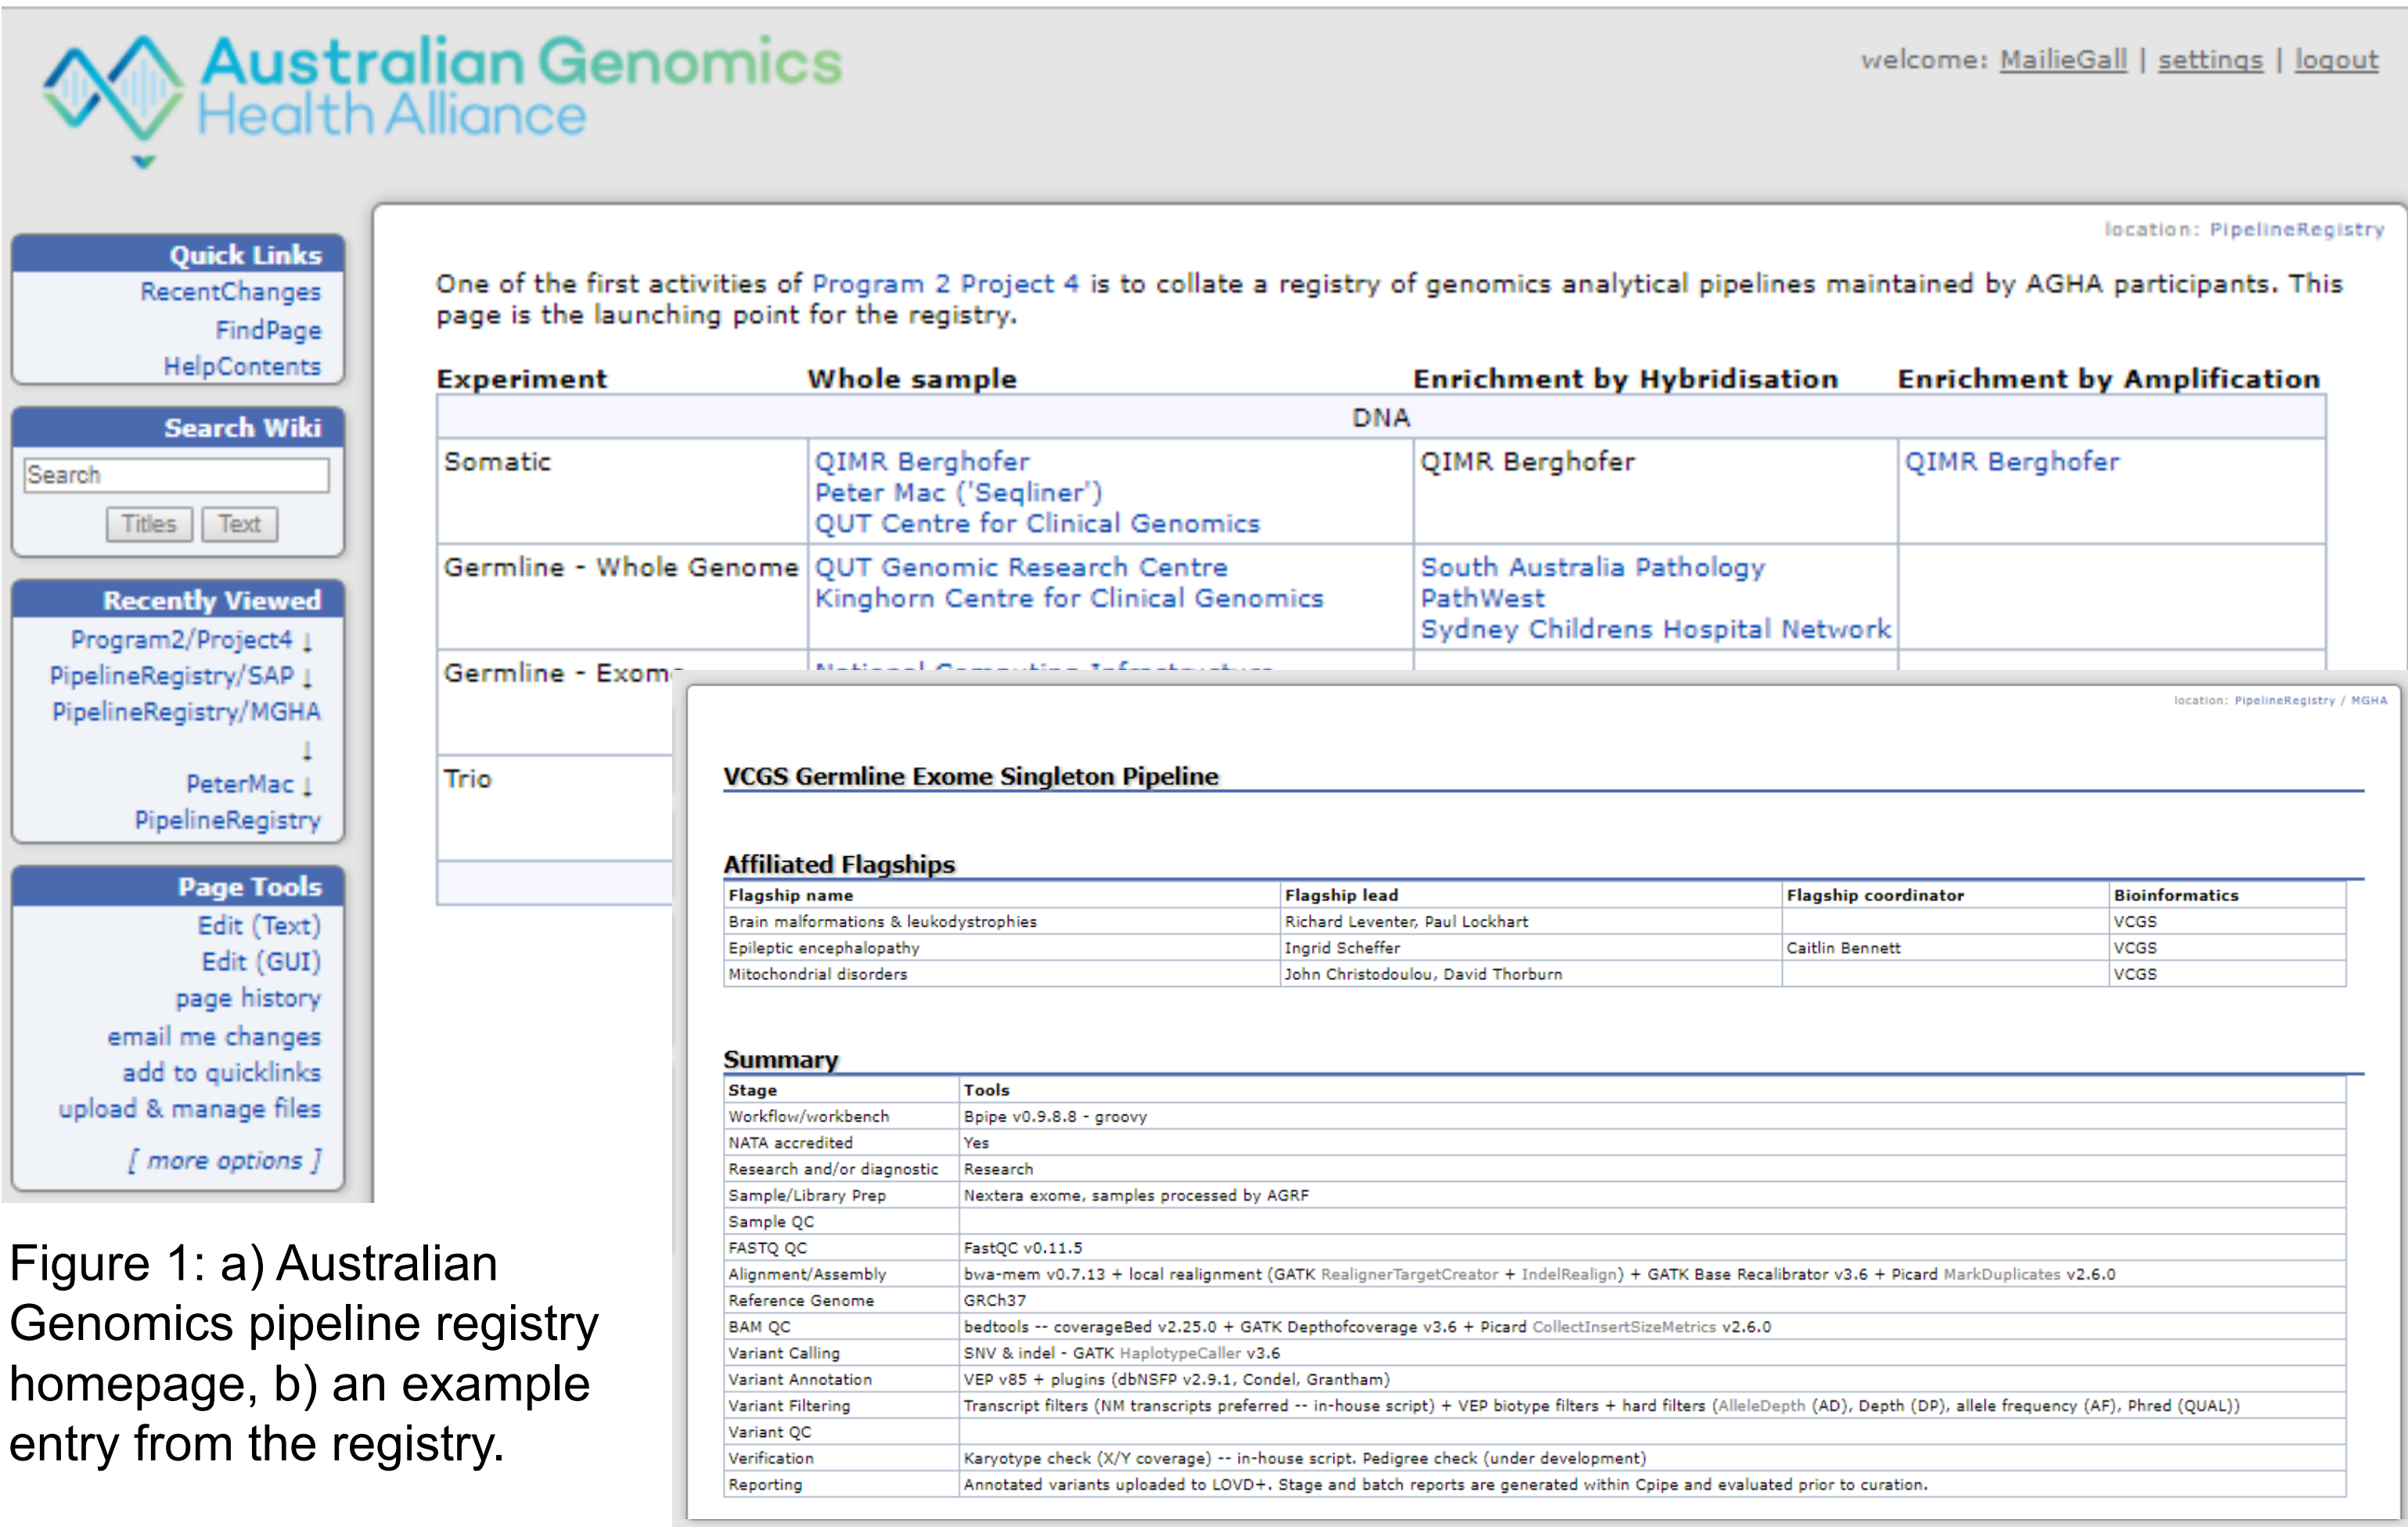 Australian Genomics
Health Alliance
welcome: MailieGall | settings | logout
Quick Links
RecentChanges
FindPage
HelpContents
Search Wiki
Search
Titles Text
Recently Viewed
Program2/Project4 ↓
PipelineRegistry/SAP ↓
PipelineRegistry/MGHA
↓
PeterMac ↓
PipelineRegistry
Page Tools
Edit (Text)
Edit (GUI)
page history
email me changes
add to quicklinks
upload & manage files
[ more options ]
location: PipelineRegistry
One of the first activities of Program 2 Project 4 is to collate a registry of genomics analytical pipelines maintained by AGHA participants. This
page is the launching point for the registry.
Experiment Whole sample Enrichment by Hybridisation Enrichment by Amplification
DNA
Somatic QIMR Berghofer QIMR Berghofer QIMR Berghofer
Peter Mac ('Seqliner')
QUT Centre for Clinical Genomics
Germline - Whole Genome QUT Genomic Research Centre South Australia Pathology
Kinghorn Centre for Clinical Genomics PathWest
Sydney Childrens Hospital Network
Germline - Exome National Computing Infrastructure
Trio
location: PipelineRegistry / MGHA
VCGS Germline Exome Singleton Pipeline
Affiliated Flagships
Flagship name Flagship lead Flagship coordinator Bioinformatics
Brain malformations & leukodystrophies Richard Leventer, Paul Lockhart VCGS
Epileptic encephalopathy Ingrid Scheffer Caitlin Bennett VCGS
Mitochondrial disorders John Christodoulou, David Thorburn VCGS
Summary
Stage Tools
Workflow/workbench Bpipe v0.9.8.8 - groovy
NATA accredited Yes
Research and/or diagnostic Research
Sample/Library Prep Nextera exome, samples processed by AGRF
Sample QC
FASTQ QC FastQC v0.11.5
Alignment/Assembly bwa-mem v0.7.13 + local realignment (GATK RealignerTargetCreator + IndelRealign) + GATK Base Recalibrator v3.6 + Picard MarkDuplicates v2.6.0
Reference Genome GRCh37
BAM QC bedtools -- coverageBed v2.25.0 + GATK Depthofcoverage v3.6 + Picard CollectInsertSizeMetrics v2.6.0
Variant Calling SNV & indel - GATK HaplotypeCaller v3.6
Variant Annotation VEP v85 + plugins (dbNSFP v2.9.1, Condel, Grantham)
Variant Filtering Transcript filters (NM transcripts preferred -- in-house script) + VEP biotype filters + hard filters (AlleleDepth (AD), Depth (DP), allele frequency (AF), Phred (QUAL))
Variant QC
Verification Karyotype check (X/Y coverage) -- in-house script. Pedigree check (under development)
Reporting Annotated variants uploaded to LOVD+. Stage and batch reports are generated within Cpipe and evaluated prior to curation.
Figure 1: a) Australian
Genomics pipeline registry
homepage, b) an example
entry from the registry.